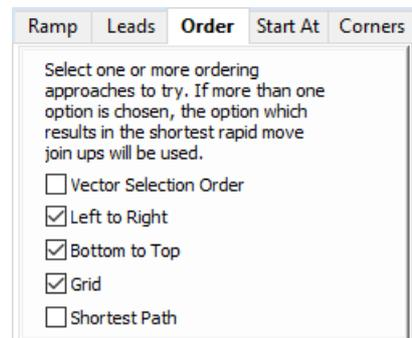 Ramp Leads Order Start At Corners
Select one or more ordering
approaches to try. If more than one
option is chosen, the option which
results in the shortest rapid move
join ups will be used.
Vector Selection Order
Left to Right
Bottom to Top
Grid
Shortest Path